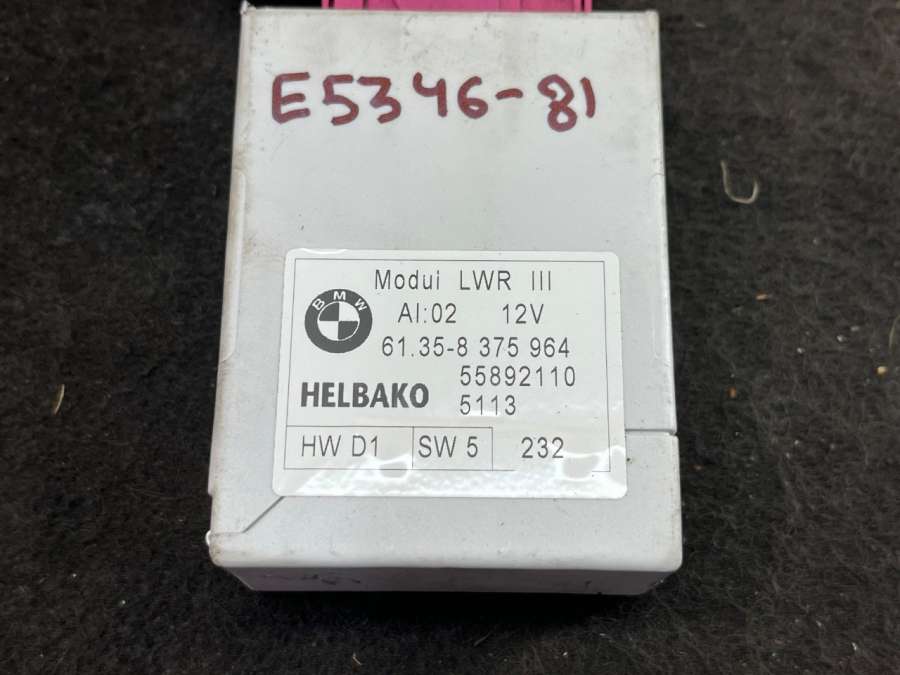 E5346-81
Modul LWR III
BMW
AI:02 12V
61.35-8 375 964
55892110
HELBAKO
5113
HW D1 SW 5 232